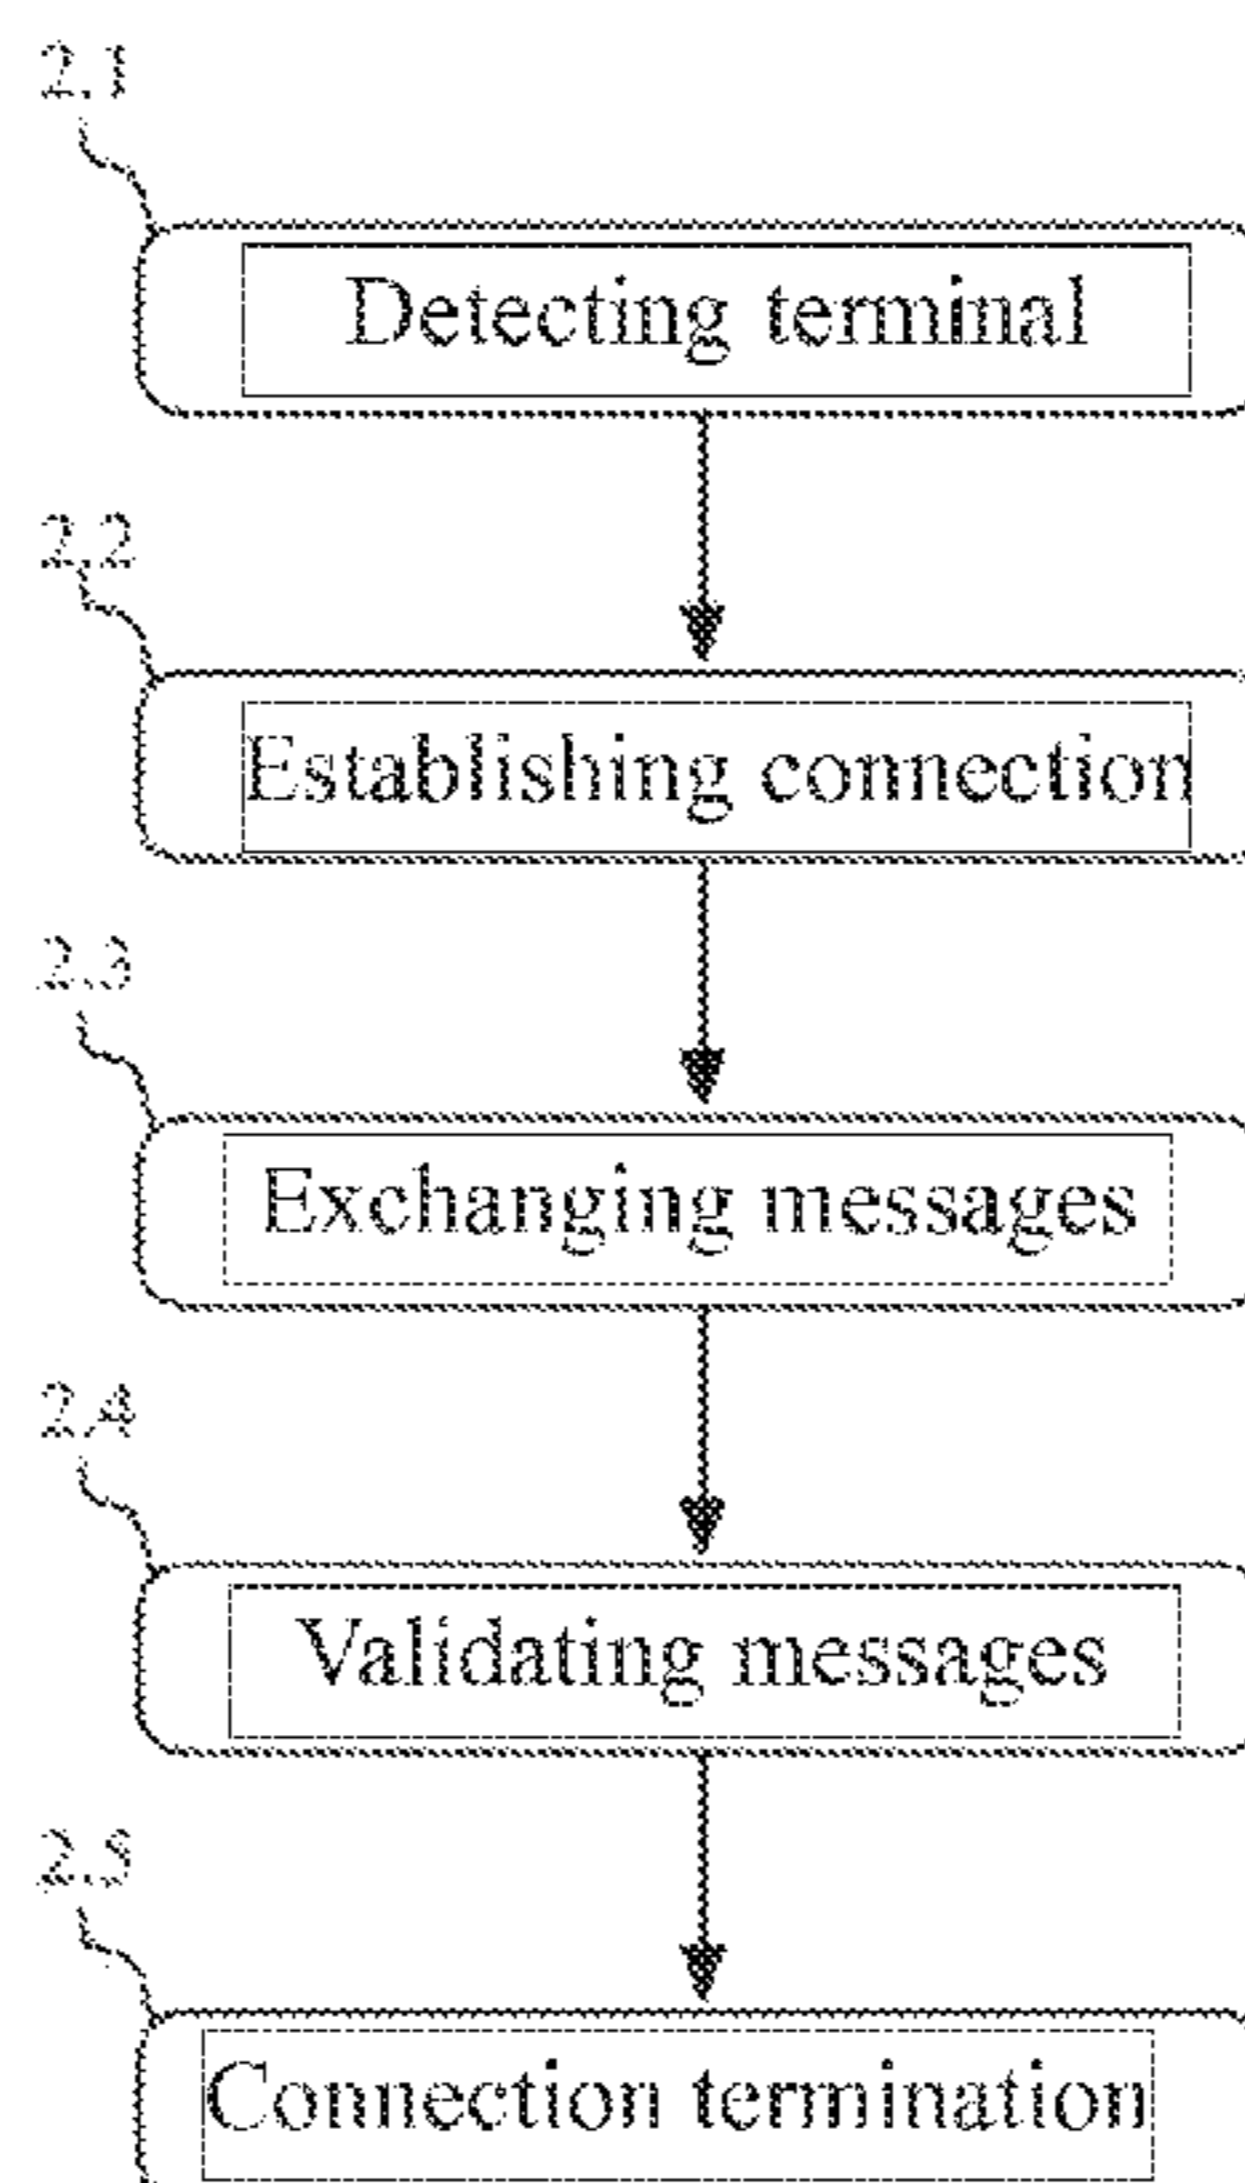 2.1
Detecting terminal
2.2
Establishing connection
2.3
Exchanging messages
2.4
Validating messages
2.5
Connection termination